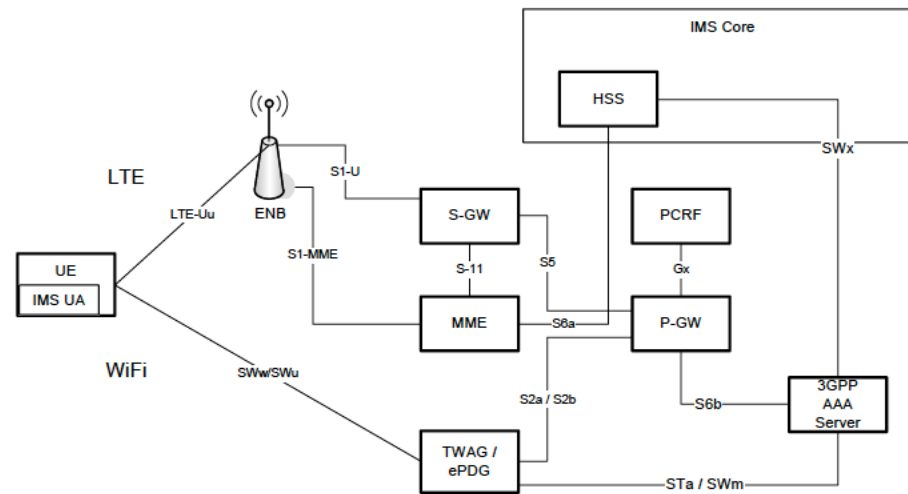 IMS Core
HSS
SWx
LTE
S1-U
ENB
LTE-Uu
S-GW
PCRF
S1-MME
S-11
S5
Gx
UE
IMS UA
MME
S6a
P-GW
WiFi
SWw/SWu
S2a / S2b
S6b
3GPP
AAA
Server
TWAG /
ePDG
STa / SWm